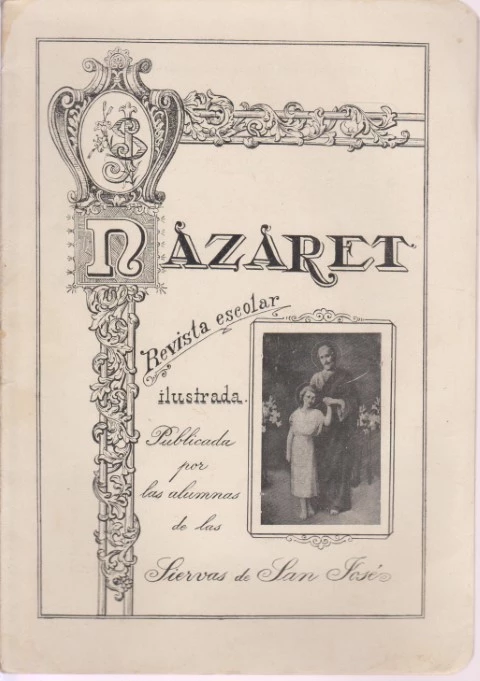 NAZARET
Revista escolar
ilustrada.
Publicada
por
las alumnas
de las
Siervas de San José